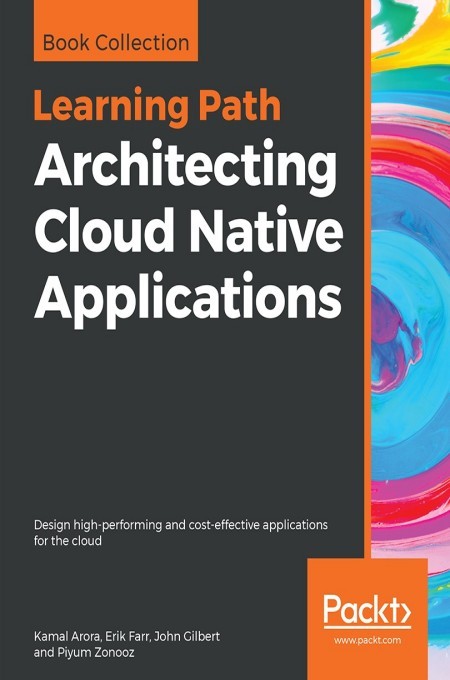 Book Collection
Learning Path
Architecting
Cloud Native
Applications
Design high-performing and cost-effective applications
for the cloud
Kamal Arora, Erik Farr, John Gilbert
and Piyum Zonooz
Packt>
www.packt.com